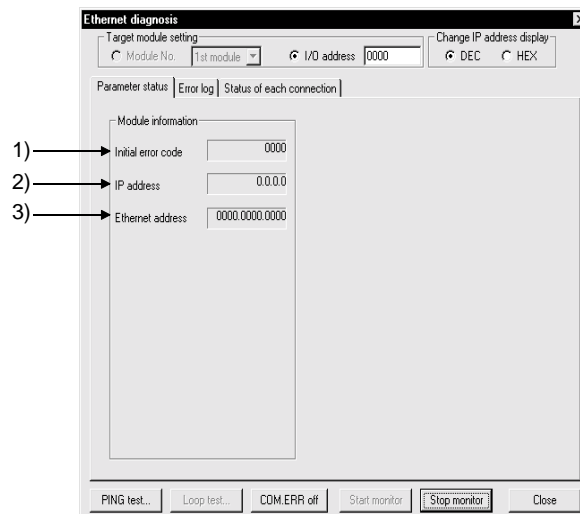 Ethernet diagnosis
Target module setting
Module No. 1st module I/O address 0000
Change IP address display
DEC HEX
Parameter status Error log Status of each connection
Module information
1) Initial error code 0000
2) IP address 0.0.0.0
3) Ethernet address 0000.0000.0000
PING test... Loop test... COM.ERR off Start monitor Stop monitor Close